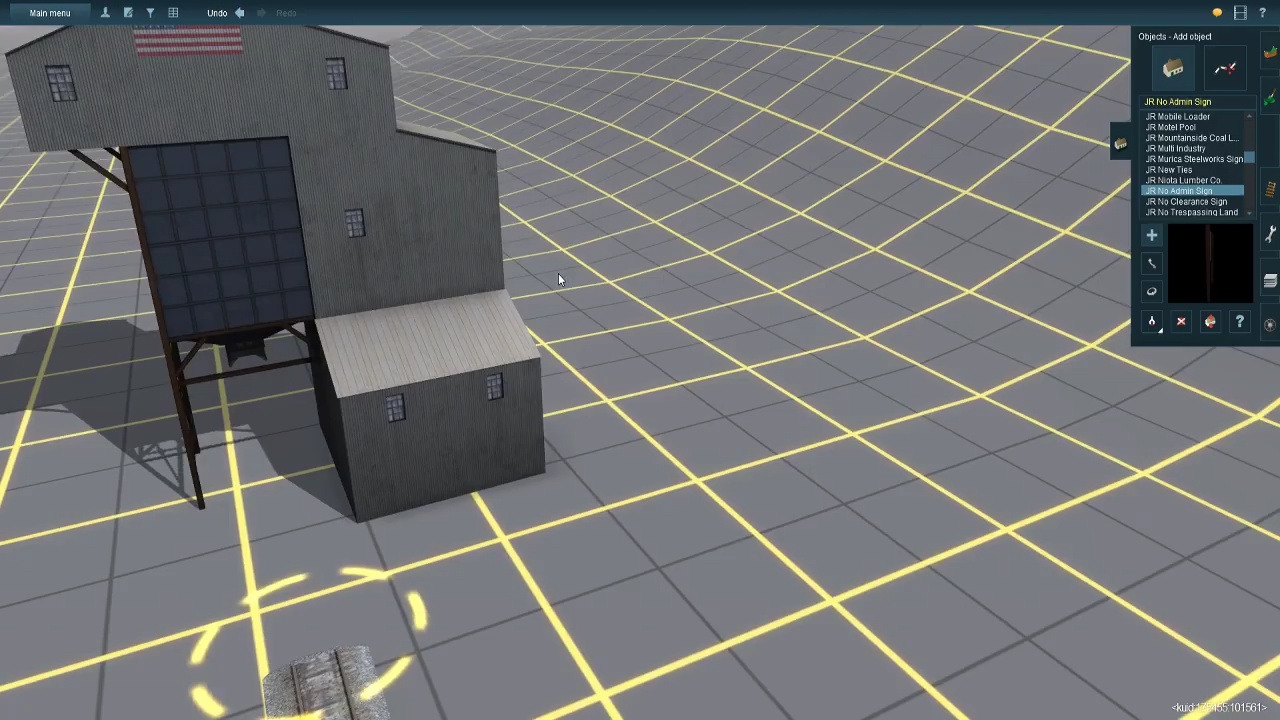 Main menu
Undo
Redo
?
Objects - Add object
JR No Admin Sign
JR Mobile Loader
JR Motel Pool
JR Mountainside Coal L...
JR Multi Industry
JR Murica Steelworks Sign
JR New Ties
JR Niota Lumber Co.
JR No Admin Sign
JR No Clearance Sign
JR No Trespassing Land
?